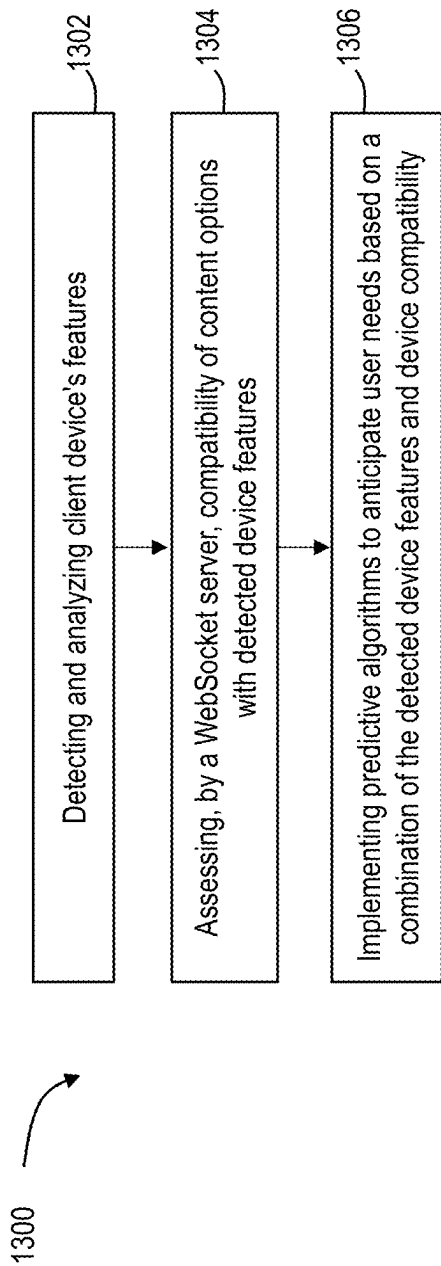 1300
Detecting and analyzing client device's features
1302
Assessing, by a WebSocket server, compatibility of content options
with detected device features
1304
Implementing predictive algorithms to anticipate user needs based on a
combination of the detected device features and device compatibility
1306